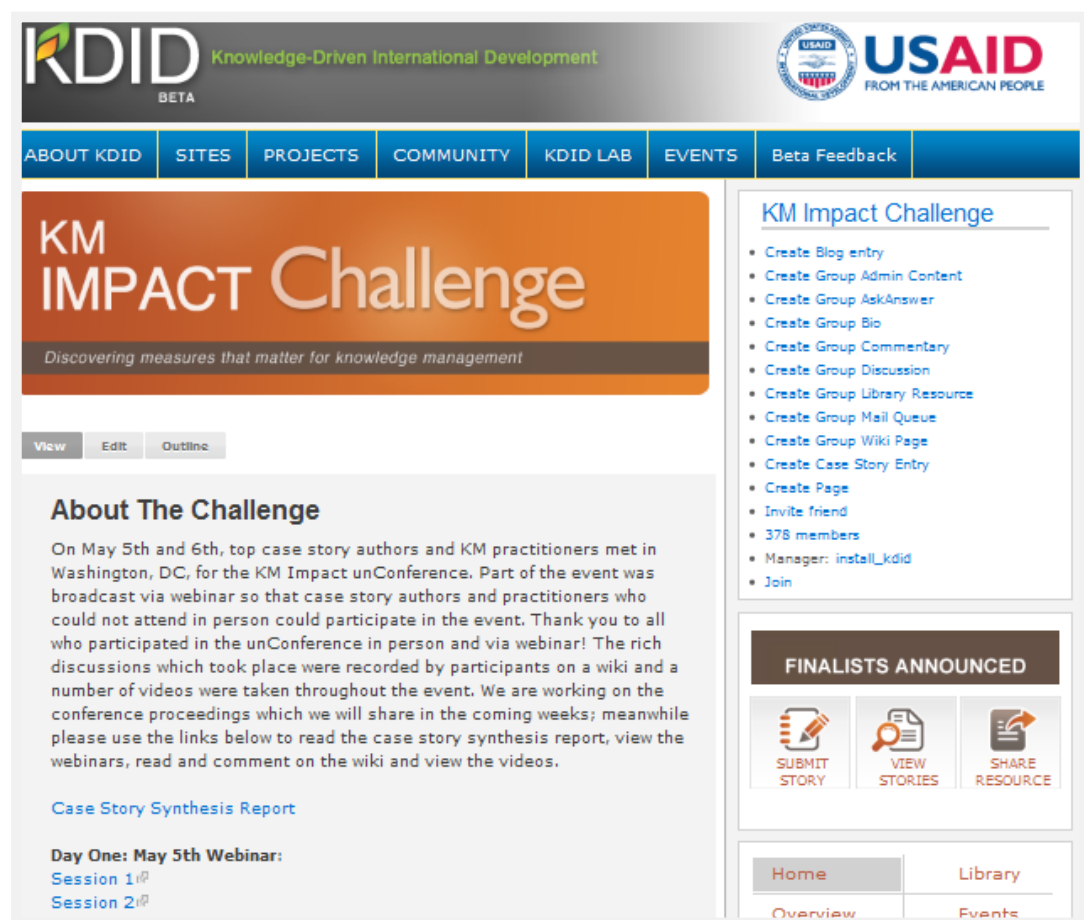 KDID
BETA
Knowledge-Driven International Development
USAID
USAID
FROM THE AMERICAN PEOPLE
ABOUT KDID
SITES
PROJECTS
COMMUNITY
KDID LAB
EVENTS
Beta Feedback
KM
IMPACT Challenge
Discovering measures that matter for knowledge management
View
Edit
Outline
About The Challenge
On May 5th and 6th, top case story authors and KM practitioners met in
Washington, DC, for the KM Impact unConference. Part of the event was
broadcast via webinar so that case story authors and practitioners who
could not attend in person could participate in the event. Thank you to all
who participated in the unConference in person and via webinar! The rich
discussions which took place were recorded by participants on a wiki and a
number of videos were taken throughout the event. We are working on the
conference proceedings which we will share in the coming weeks; meanwhile
please use the links below to read the case story synthesis report, view the
webinars, read and comment on the wiki and view the videos.
Case Story Synthesis Report
Day One: May 5th Webinar:
Session 1
Session 2
KM Impact Challenge
Create Blog entry
Create Group Admin Content
Create Group AskAnswer
Create Group Bio
Create Group Commentary
Create Group Discussion
Create Group Library Resource
Create Group Mail Queue
Create Group Wiki Page
Create Case Story Entry
Create Page
Invite friend
378 members
Manager: install_kdid
Join
FINALISTS ANNOUNCED
SUBMIT
STORY
VIEW
STORIES
SHARE
RESOURCE
Home
Library
Overview
Events